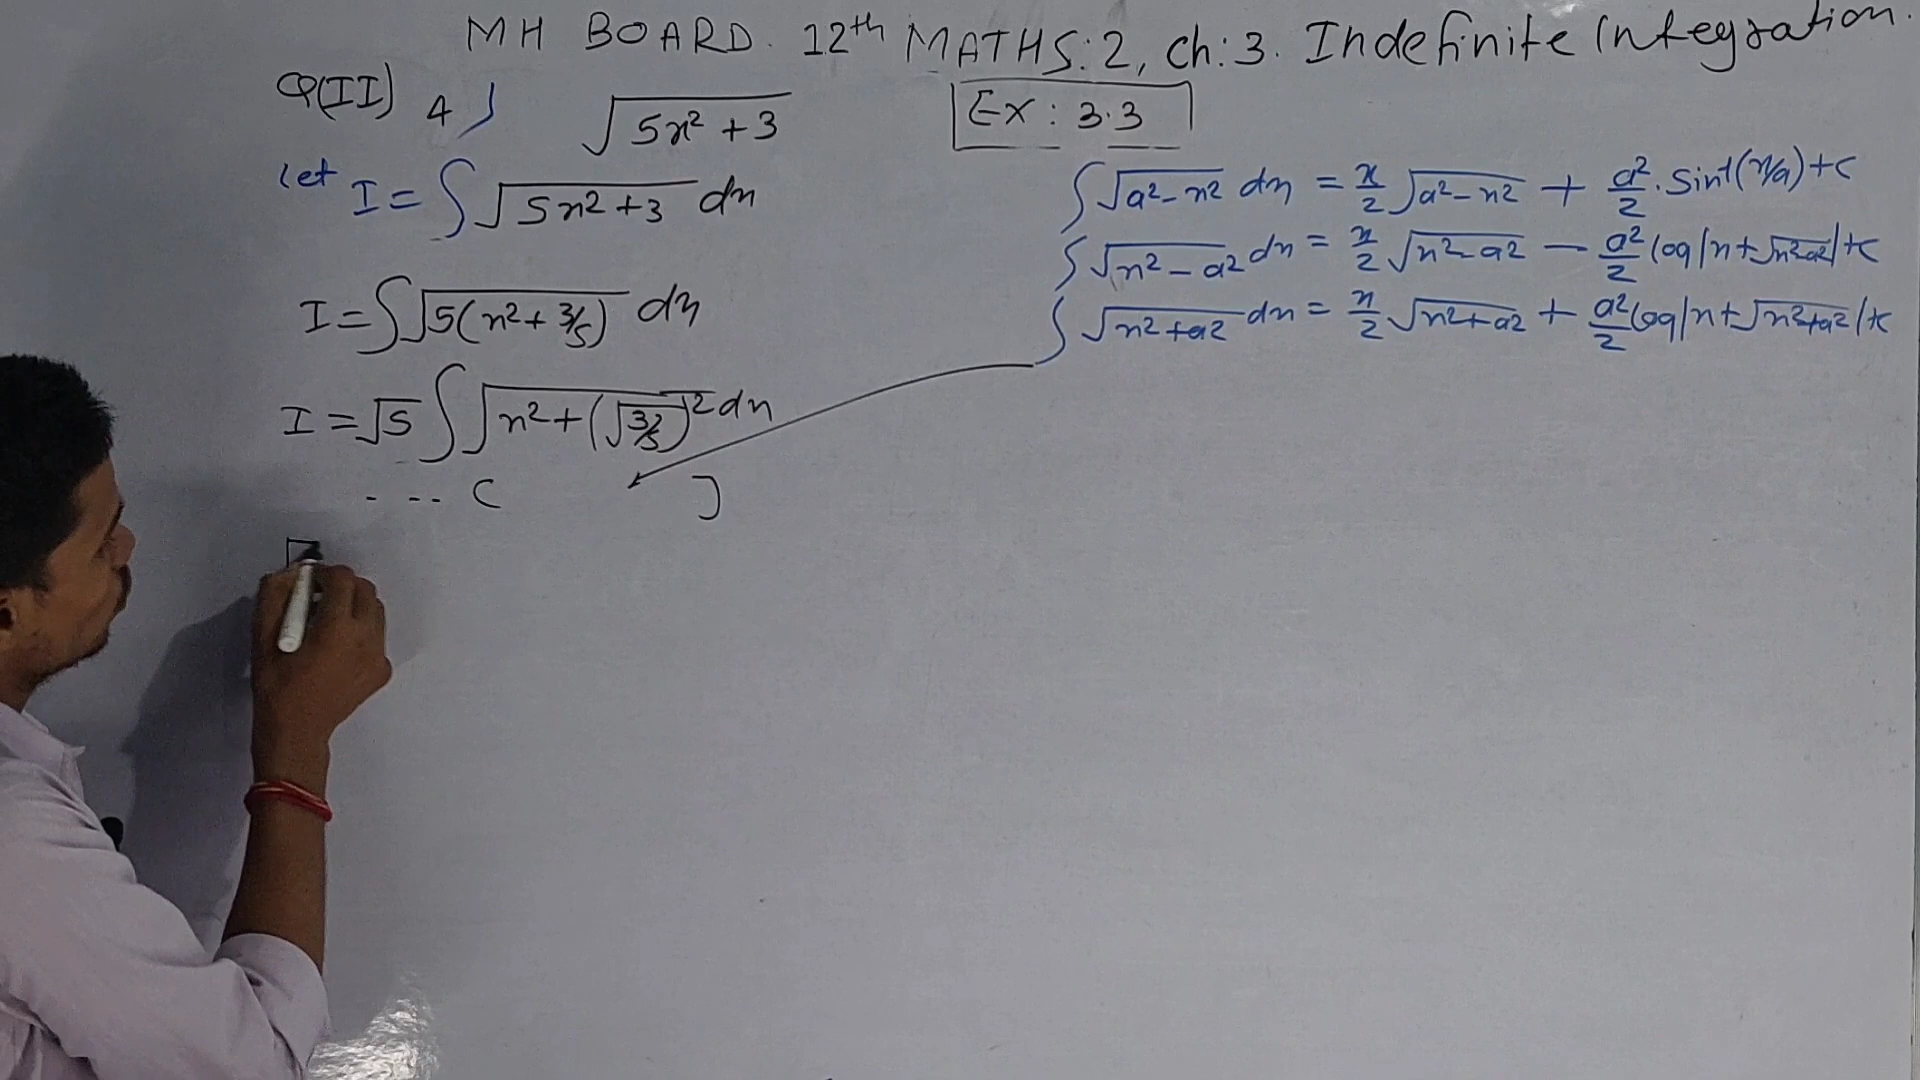 MH BOARD. 12th MATHS:2, Ch:3. Indefinite Integration.
Q(II) 4) √(5x² + 3)
Ex : 3.3
let I = ∫ √(5x² + 3) dx
I = ∫ √(5(x² + 3/5)) dx
I = √5 ∫ √(x² + (√(3/5))²) dx
- -- ( )
∫ √(a² - x²) dx = x/2 √(a² - x²) + a²/2 . sin⁻¹(x/a) + c
∫ √(x² - a²) dx = x/2 √(x² - a²) - a²/2 log |x + √(x² - a²)| + c
∫ √(x² + a²) dx = x/2 √(x² + a²) + a²/2 log |x + √(x² + a²)| + c